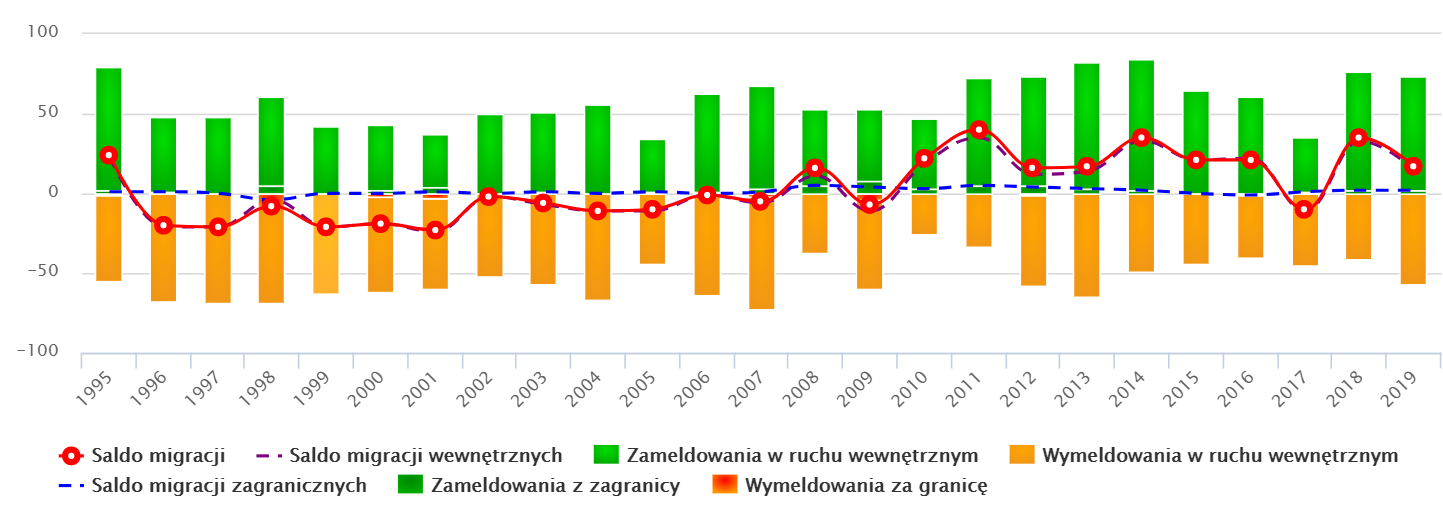 100
50
0
-50
-100
1995 1996 1997 1998 1999 2000 2001 2002 2003 2004 2005 2006 2007 2008 2009 2010 2011 2012 2013 2014 2015 2016 2017 2018 2019
Saldo migracji Saldo migracji wewnętrznych Zameldowania w ruchu wewnętrznym Wymeldowania w ruchu wewnętrznym
Saldo migracji zagranicznych Zameldowania z zagranicy Wymeldowania za granicę